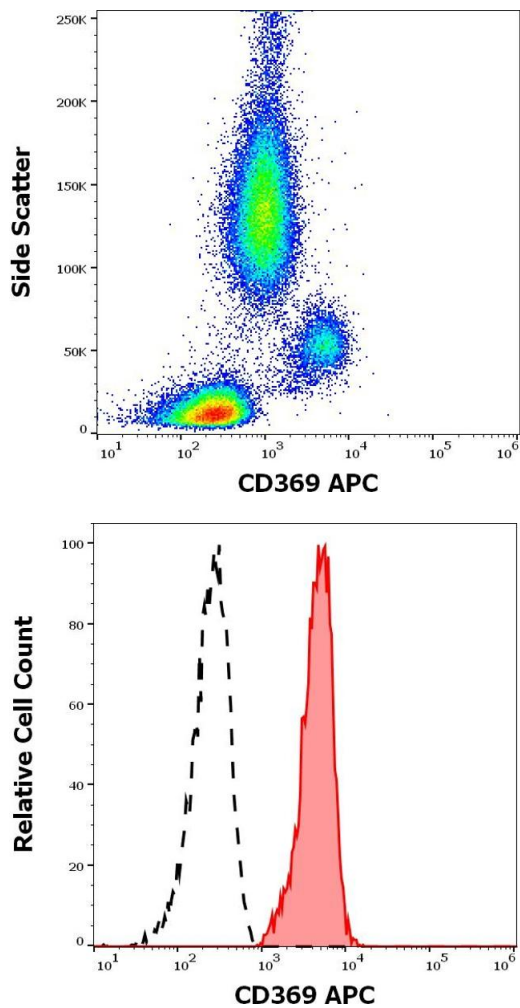 250K
200K
150K
100K
50K
0
Side Scatter
10¹ 10² 10³ 10⁴ 10⁵ 10⁶
CD369 APC
100
80
60
40
20
0
Relative Cell Count
10¹ 10² 10³ 10⁴ 10⁵ 10⁶
CD369 APC